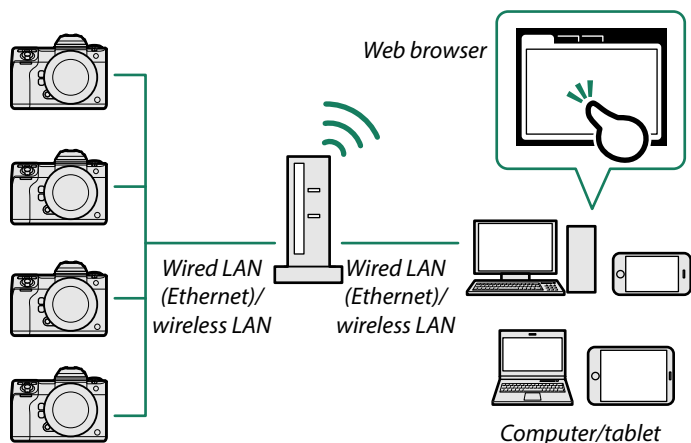 Web browser
Wired LAN
(Ethernet)/
wireless LAN
Wired LAN
(Ethernet)/
wireless LAN
Computer/tablet